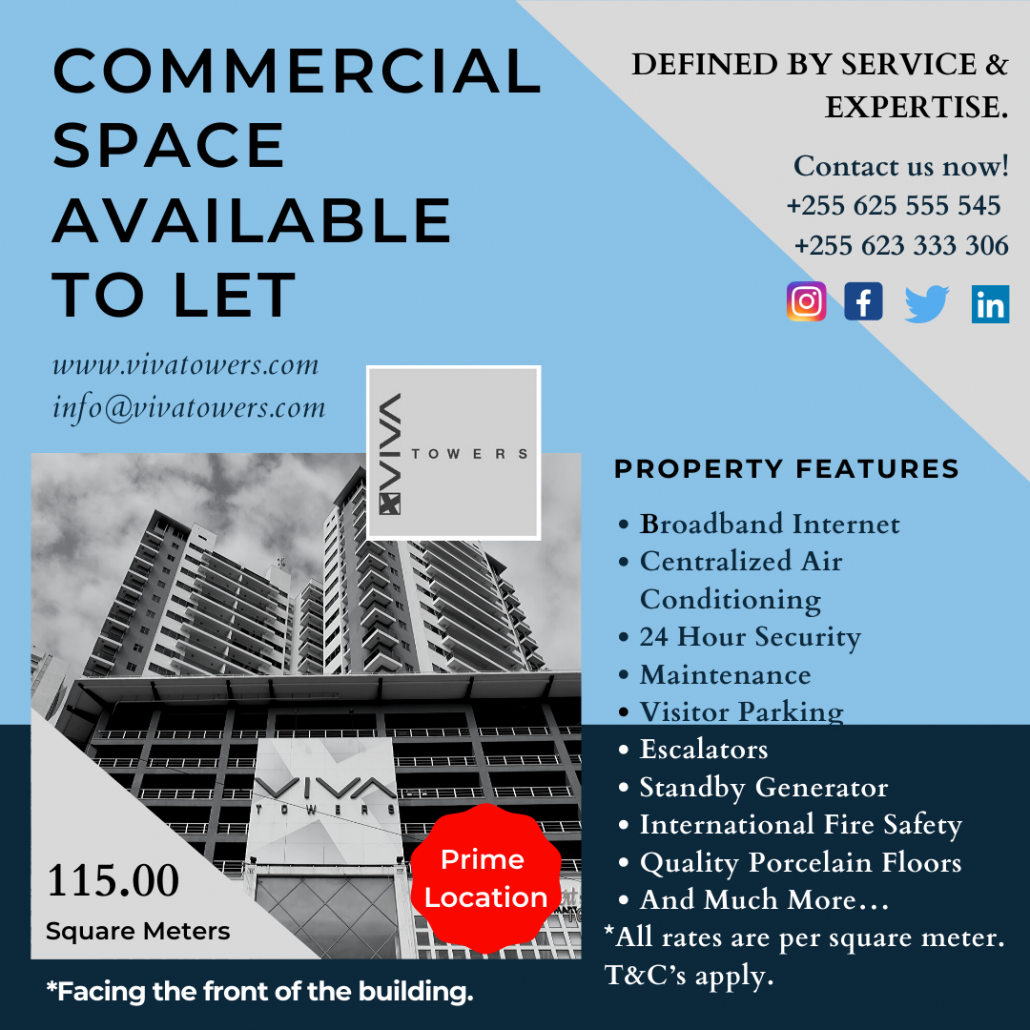 COMMERCIAL
SPACE
AVAILABLE
TO LET
www.vivatowers.com
info@vivatowers.com
DEFINED BY SERVICE &
EXPERTISE.
Contact us now!
+255 625 555 545
+255 623 333 306
in
VIVA
TOWERS
PROPERTY FEATURES
• Broadband Internet
• Centralized Air
Conditioning
• 24 Hour Security
• Maintenance
• Visitor Parking
• Escalators
• Standby Generator
• International Fire Safety
• Quality Porcelain Floors
• And Much More...
*All rates are per square meter.
T&C's apply.
VIVA
TOWERS
Prime
Location
115.00
Square Meters
*Facing the front of the building.